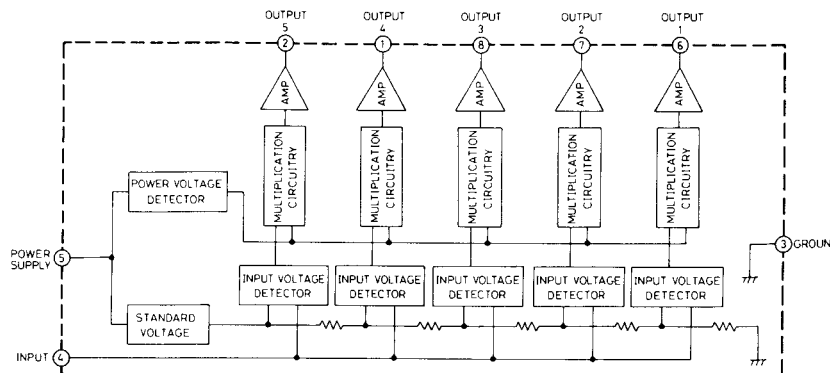 OUTPUT 5
OUTPUT 4
OUTPUT 3
OUTPUT 2
OUTPUT 1
2
1
8
7
6
AMP
AMP
AMP
AMP
AMP
MULTIPLICATION CIRCUITRY
MULTIPLICATION CIRCUITRY
MULTIPLICATION CIRCUITRY
MULTIPLICATION CIRCUITRY
MULTIPLICATION CIRCUITRY
POWER VOLTAGE
DETECTOR
POWER
SUPPLY
5
3
GROUN
INPUT VOLTAGE
DETECTOR
INPUT VOLTAGE
DETECTOR
INPUT VOLTAGE
DETECTOR
INPUT VOLTAGE
DETECTOR
INPUT VOLTAGE
DETECTOR
STANDARD
VOLTAGE
INPUT
4